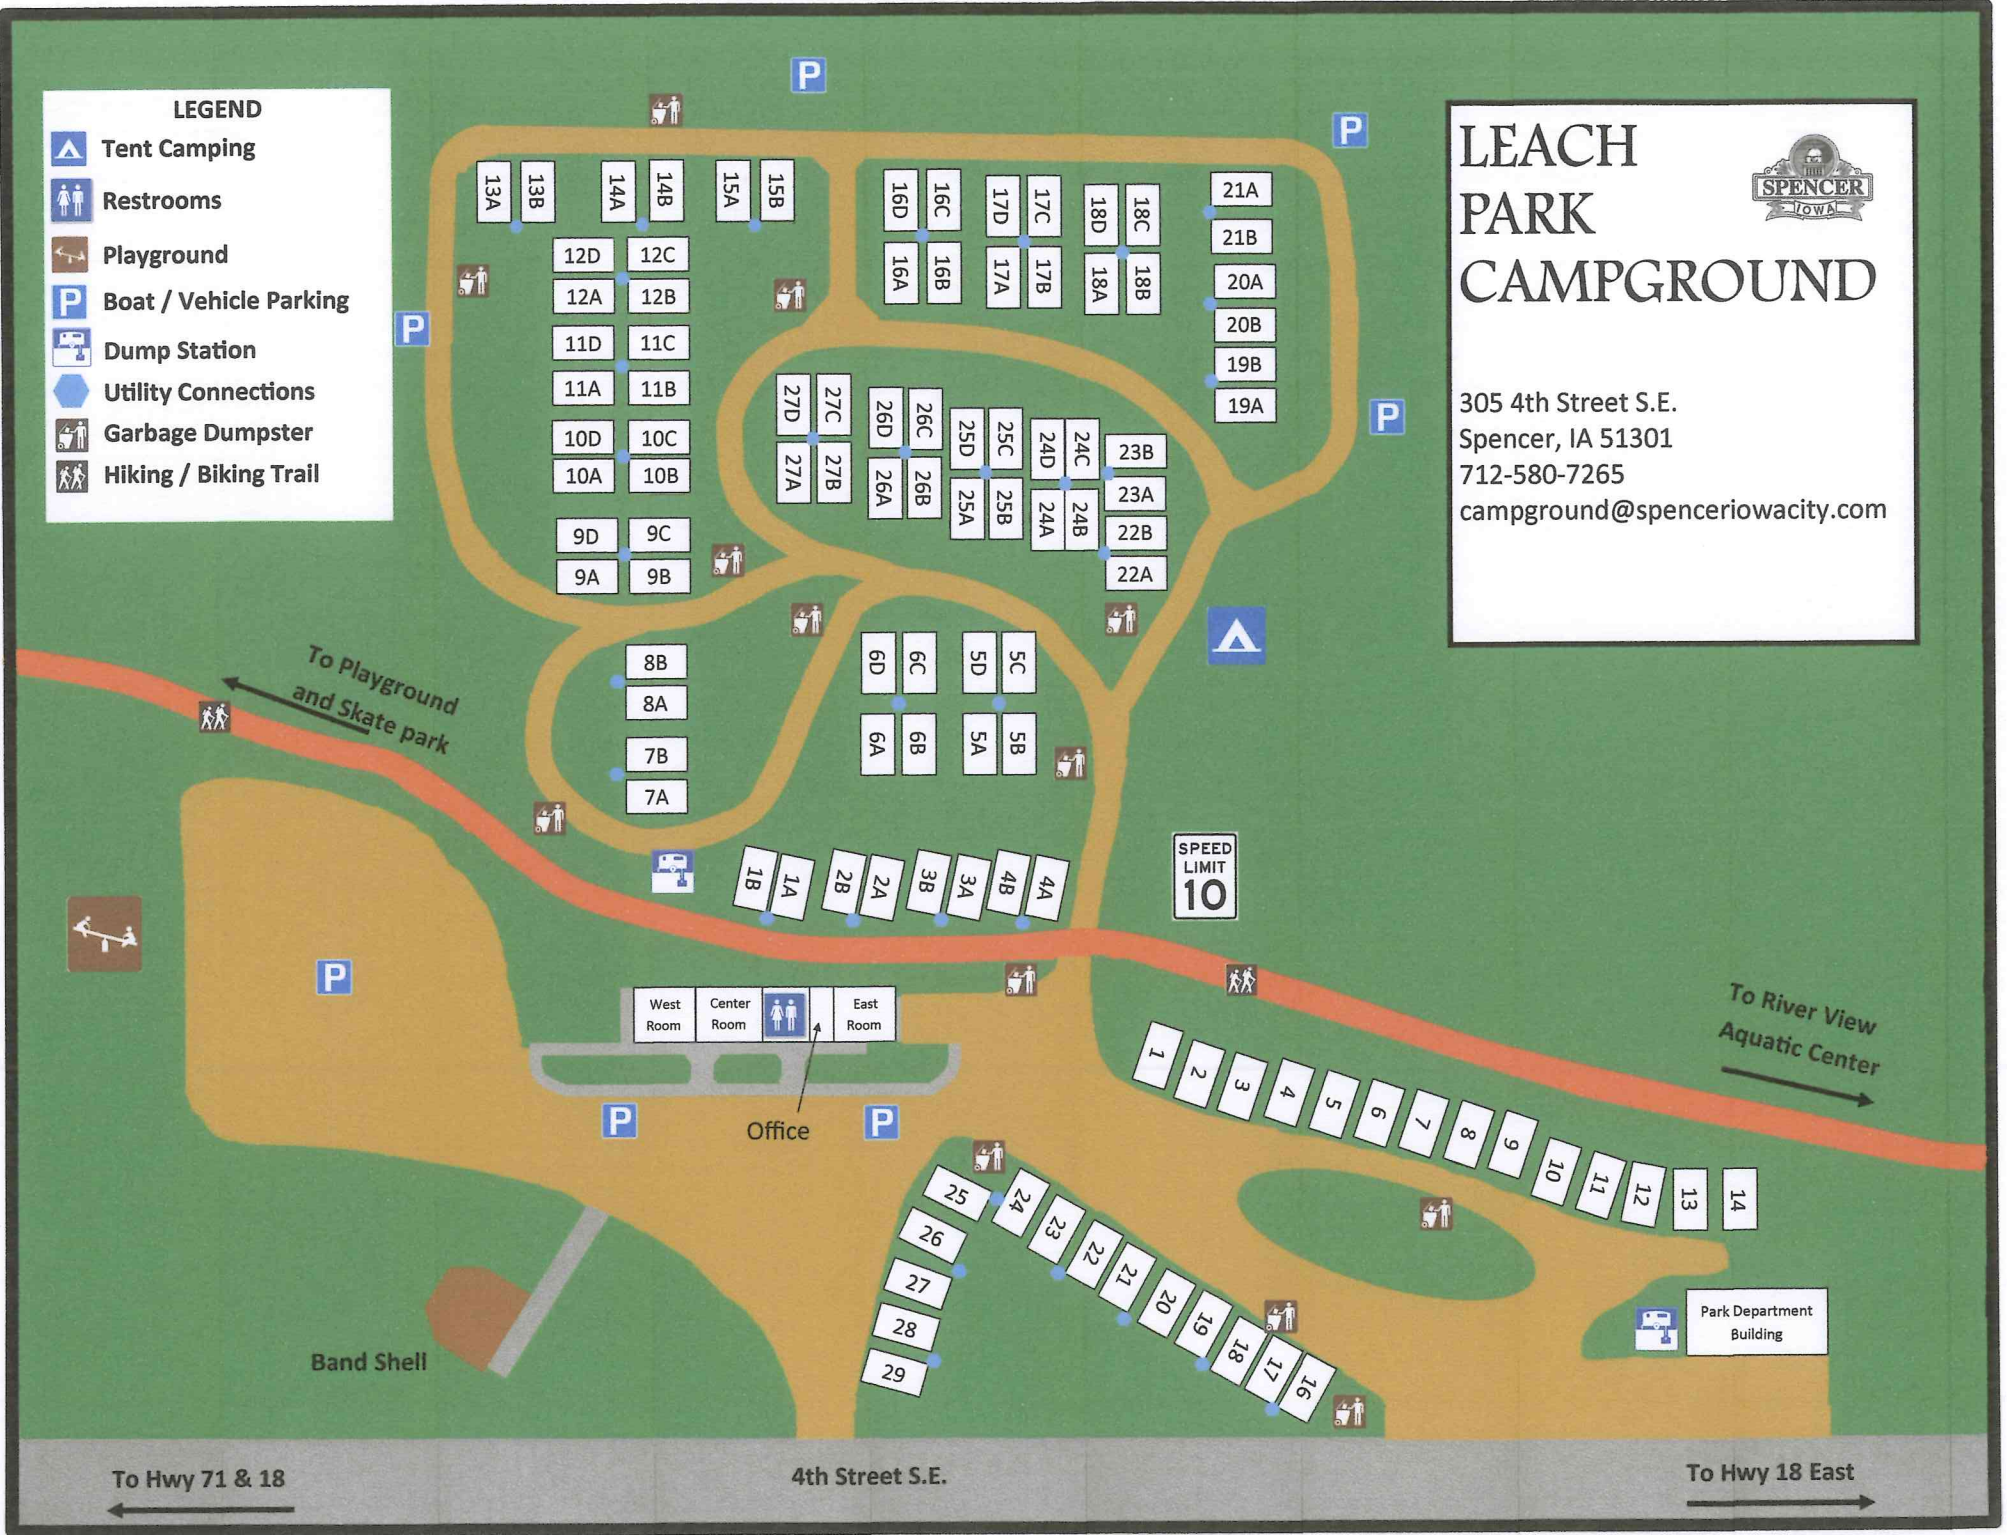 LEGEND
Tent Camping
Restrooms
Playground
P
Boat / Vehicle Parking
Dump Station
Utility Connections
Garbage Dumpster
Hiking / Biking Trail
P
P
P
P
LEACH
PARK
CAMPGROUND
SPENCER
IOWA
305 4th Street S.E.
Spencer, IA 51301
712-580-7265
campground@spenceriowacity.com
13A
13B
14A
14B
15A
15B
16D
16C
17D
17C
18D
18C
21A
21B
16A
16B
17A
17B
18A
18B
20A
20B
19B
19A
12D
12C
12A
12B
11D
11C
11A
11B
10D
10C
10A
10B
9D
9C
9A
9B
27D
27C
26D
26C
25D
25C
24D
24C
23B
23A
27A
27B
26A
26B
25A
25B
24A
24B
22B
22A
8B
8A
7B
7A
6D
6C
5D
5C
6A
6B
5A
5B
To Playground
and Skate park
1B
1A
2B
2A
3B
3A
4B
4A
SPEED
LIMIT
10
P
West
Room
Center
Room
East
Room
Office
P
P
To River View
Aquatic Center
1
2
3
4
5
6
7
8
9
10
11
12
13
14
25
24
23
22
21
20
19
18
17
16
26
27
28
29
Park Department
Building
Band Shell
To Hwy 71 & 18
4th Street S.E.
To Hwy 18 East